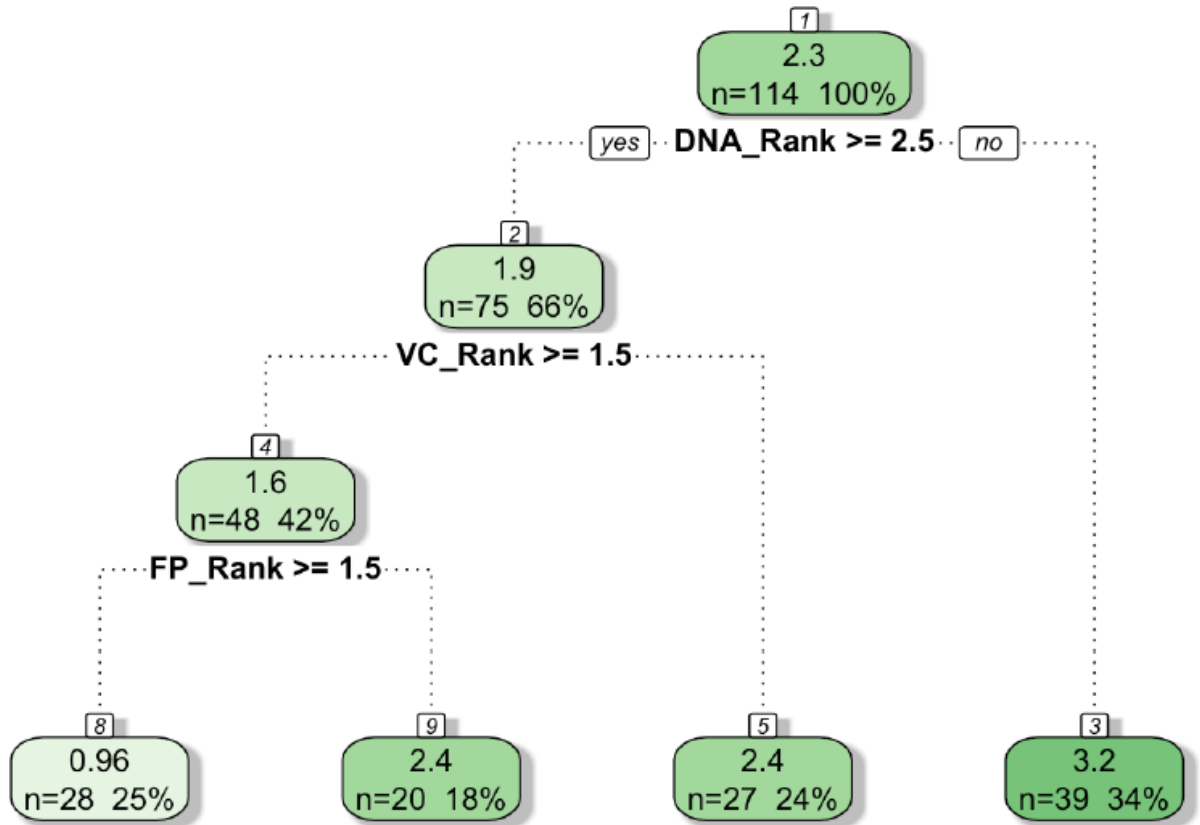 1
2.3
n=114 100%
yes DNA_Rank >= 2.5 no
2
1.9
n=75 66%
VC_Rank >= 1.5
4
1.6
n=48 42%
FP_Rank >= 1.5
8
0.96
n=28 25%
9
2.4
n=20 18%
5
2.4
n=27 24%
3
3.2
n=39 34%